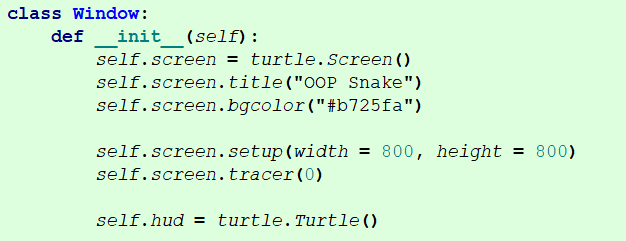 class Window:
    def __init__(self):
        self.screen = turtle.Screen()
        self.screen.title("OOP Snake")
        self.screen.bgcolor("#b725fa")
        self.screen.setup(width = 800, height = 800)
        self.screen.tracer(0)
        self.hud = turtle.Turtle()